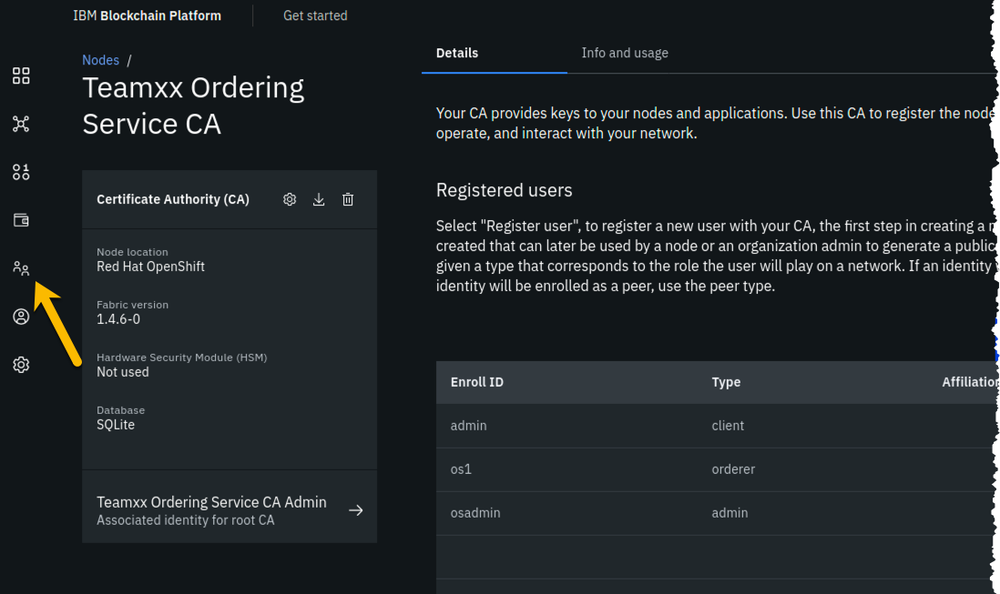 IBM Blockchain Platform
Get started
Nodes /
Teamxx Ordering
Service CA
Certificate Authority (CA)
Node location
Red Hat OpenShift
Fabric version
1.4.6-0
Hardware Security Module (HSM)
Not used
Database
SQLite
Teamxx Ordering Service CA Admin
Associated identity for root CA
Details
Info and usage
Your CA provides keys to your nodes and applications. Use this CA to register the node
operate, and interact with your network.
Registered users
Select "Register user", to register a new user with your CA, the first step in creating a
created that can later be used by a node or an organization admin to generate a public
given a type that corresponds to the role the user will play on a network. If an identity
identity will be enrolled as a peer, use the peer type.
Enroll ID Type Affiliation
admin client
os1 orderer
osadmin admin